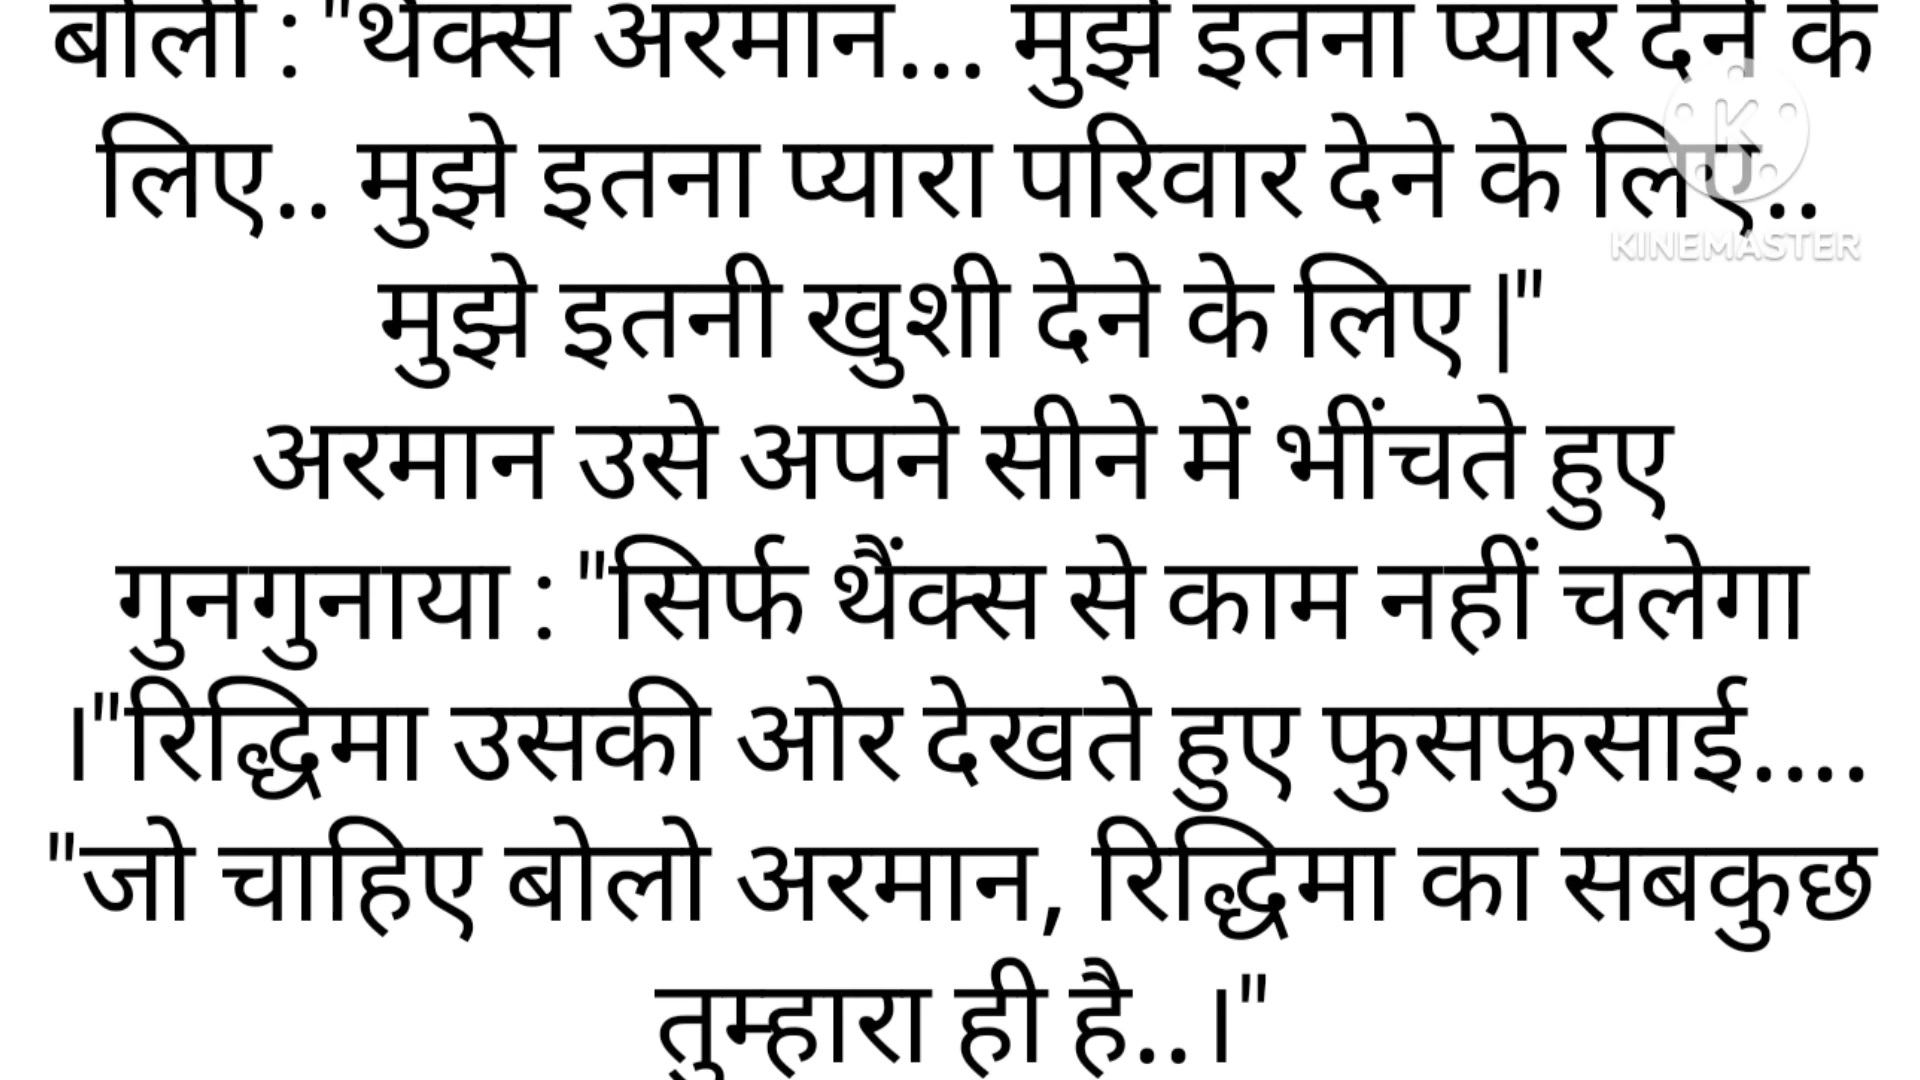 बोली : "थैंक्स अरमान... मुझे इतना प्यार देने के
लिए.. मुझे इतना प्यारा परिवार देने के लिए..
KINEMASTER
मुझे इतनी खुशी देने के लिए |"
अरमान उसे अपने सीने में भींचते हुए
गुनगुनाया : "सिर्फ थैंक्स से काम नहीं चलेगा
।"रिद्धिमा उसकी ओर देखते हुए फुसफुसाई....
"जो चाहिए बोलो अरमान, रिद्धिमा का सबकुछ
तुम्हारा ही है..।"